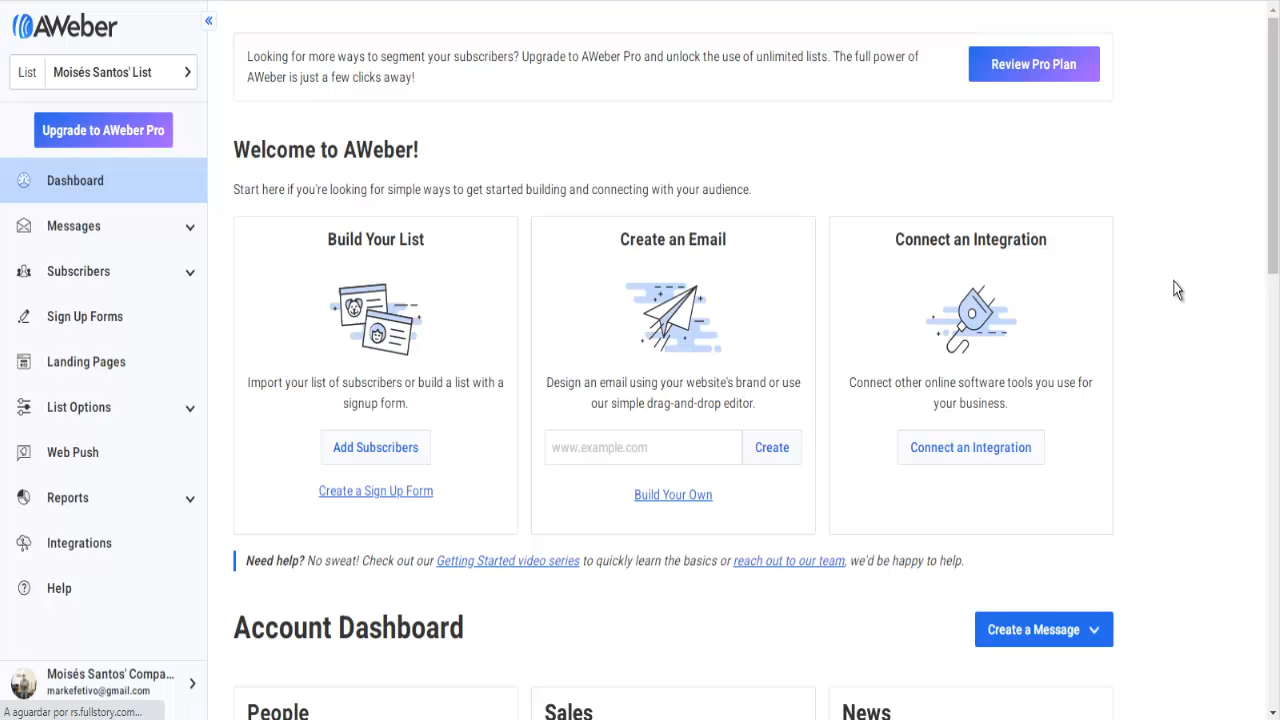 AWeber
List Moisés Santos' List
Upgrade to AWeber Pro
Dashboard
Messages
Subscribers
Sign Up Forms
Landing Pages
List Options
Web Push
Reports
Integrations
Help
Moisés Santos' Compa...
markefetivo@gmail.com
A aguardar por rs.fullstory.com...
Looking for more ways to segment your subscribers? Upgrade to AWeber Pro and unlock the use of unlimited lists. The full power of
AWeber is just a few clicks away!
Review Pro Plan
Welcome to AWeber!
Start here if you're looking for simple ways to get started building and connecting with your audience.
Build Your List
Import your list of subscribers or build a list with a
signup form.
Add Subscribers
Create a Sign Up Form
Create an Email
Design an email using your website's brand or use
our simple drag-and-drop editor.
www.example.com Create
Build Your Own
Connect an Integration
Connect other online software tools you use for
your business.
Connect an Integration
Need help? No sweat! Check out our Getting Started video series to quickly learn the basics or reach out to our team, we'd be happy to help.
Account Dashboard
Create a Message
People
Sales
News